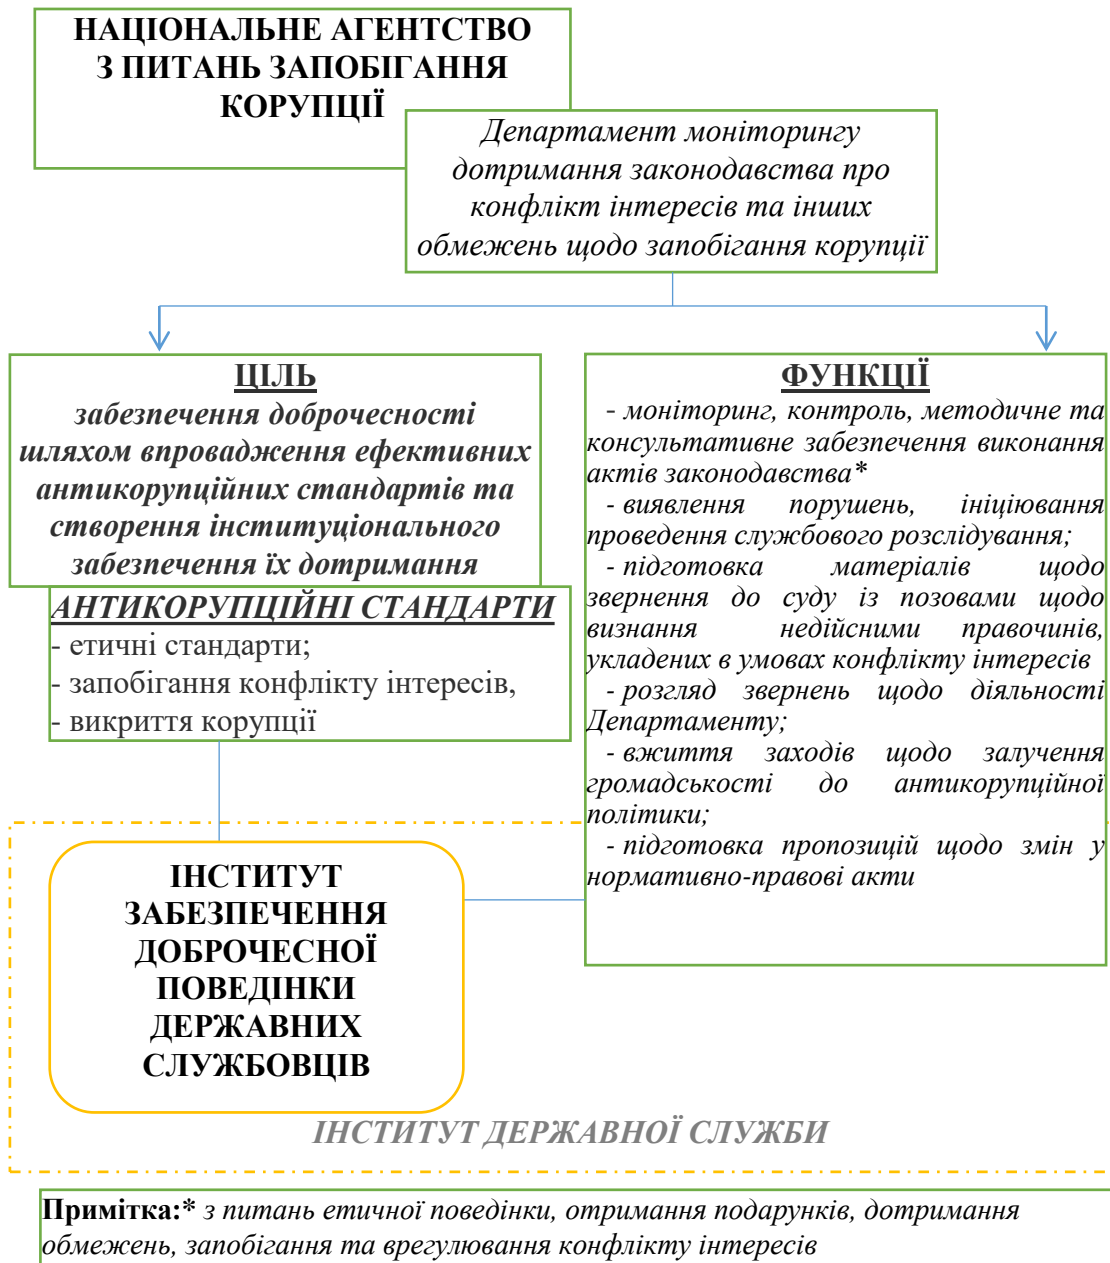 НАЦІОНАЛЬНЕ АГЕНТСТВО
З ПИТАНЬ ЗАПОБІГАННЯ
КОРУПЦІЇ
Департамент моніторингу
дотримання законодавства про
конфлікт інтересів та інших
обмежень щодо запобігання корупції
ЦІЛЬ
забезпечення доброчесності
шляхом впровадження ефективних
антикорупційних стандартів та
створення інституціонального
забезпечення їх дотримання
АНТИКОРУПЦІЙНІ СТАНДАРТИ
- етичні стандарти;
- запобігання конфлікту інтересів,
- викриття корупції
ФУНКЦІЇ
- моніторинг, контроль, методичне та
консультативне забезпечення виконання
актів законодавства*
- виявлення порушень, ініціювання
проведення службового розслідування;
- підготовка матеріалів щодо
звернення до суду із позовами щодо
визнання недійсними правочинів,
укладених в умовах конфлікту інтересів
- розгляд звернень щодо діяльності
Департаменту;
- вжиття заходів щодо залучення
громадськості до антикорупційної
політики;
- підготовка пропозицій щодо змін у
нормативно-правові акти
ІНСТИТУТ
ЗАБЕЗПЕЧЕННЯ
ДОБРОЧЕСНОЇ
ПОВЕДІНКИ
ДЕРЖАВНИХ
СЛУЖБОВЦІВ
ІНСТИТУТ ДЕРЖАВНОЇ СЛУЖБИ
Примітка:* з питань етичної поведінки, отримання подарунків, дотримання
обмежень, запобігання та врегулювання конфлікту інтересів